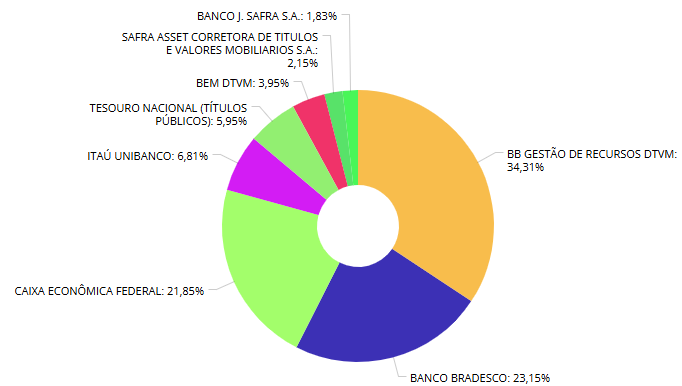 BANCO J. SAFRA S.A.: 1,83%
SAFRA ASSET CORRETORA DE TITULOS
E VALORES MOBILIARIOS S.A.:
2,15%
BEM DTVM: 3,95%
TESOURO NACIONAL (TÍTULOS
PÚBLICOS): 5,95%
ITAÚ UNIBANCO: 6,81%
BB GESTÃO DE RECURSOS DTVM:
34,31%
CAIXA ECONÔMICA FEDERAL: 21,85%
BANCO BRADESCO: 23,15%